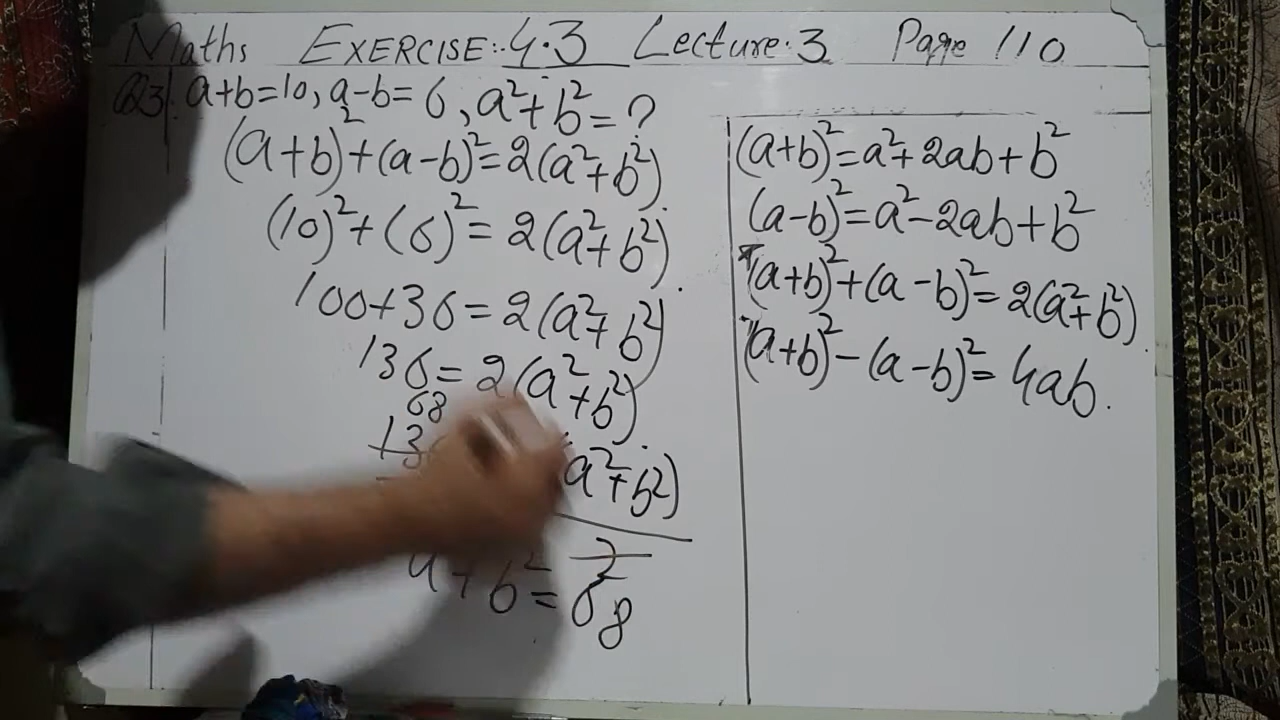 Maths EXERCISE:-4.3 Lecture:3 Page 110
Q3 a+b=10, a-b=6, a²+b²=?
(a+b)²+(a-b)²=2(a²+b²)
(10)²+(6)²=2(a²+b²)
100+36=2(a²+b²)
136=2(a²+b²)
68
(a²+b²)
2
a²+b²=68
(a+b)²=a²+2ab+b²
(a-b)²=a²-2ab+b²
(a+b)²+(a-b)²=2(a²+b²)
(a+b)²-(a-b)²=4ab.